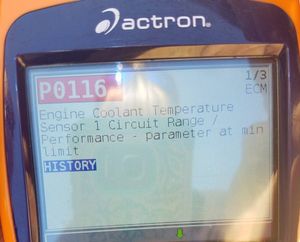 actron®
P0116
1/3
ECM
Engine Coolant Temperature
Sensor 1 Circuit Range /
Performance - parameter at min
limit
HISTORY